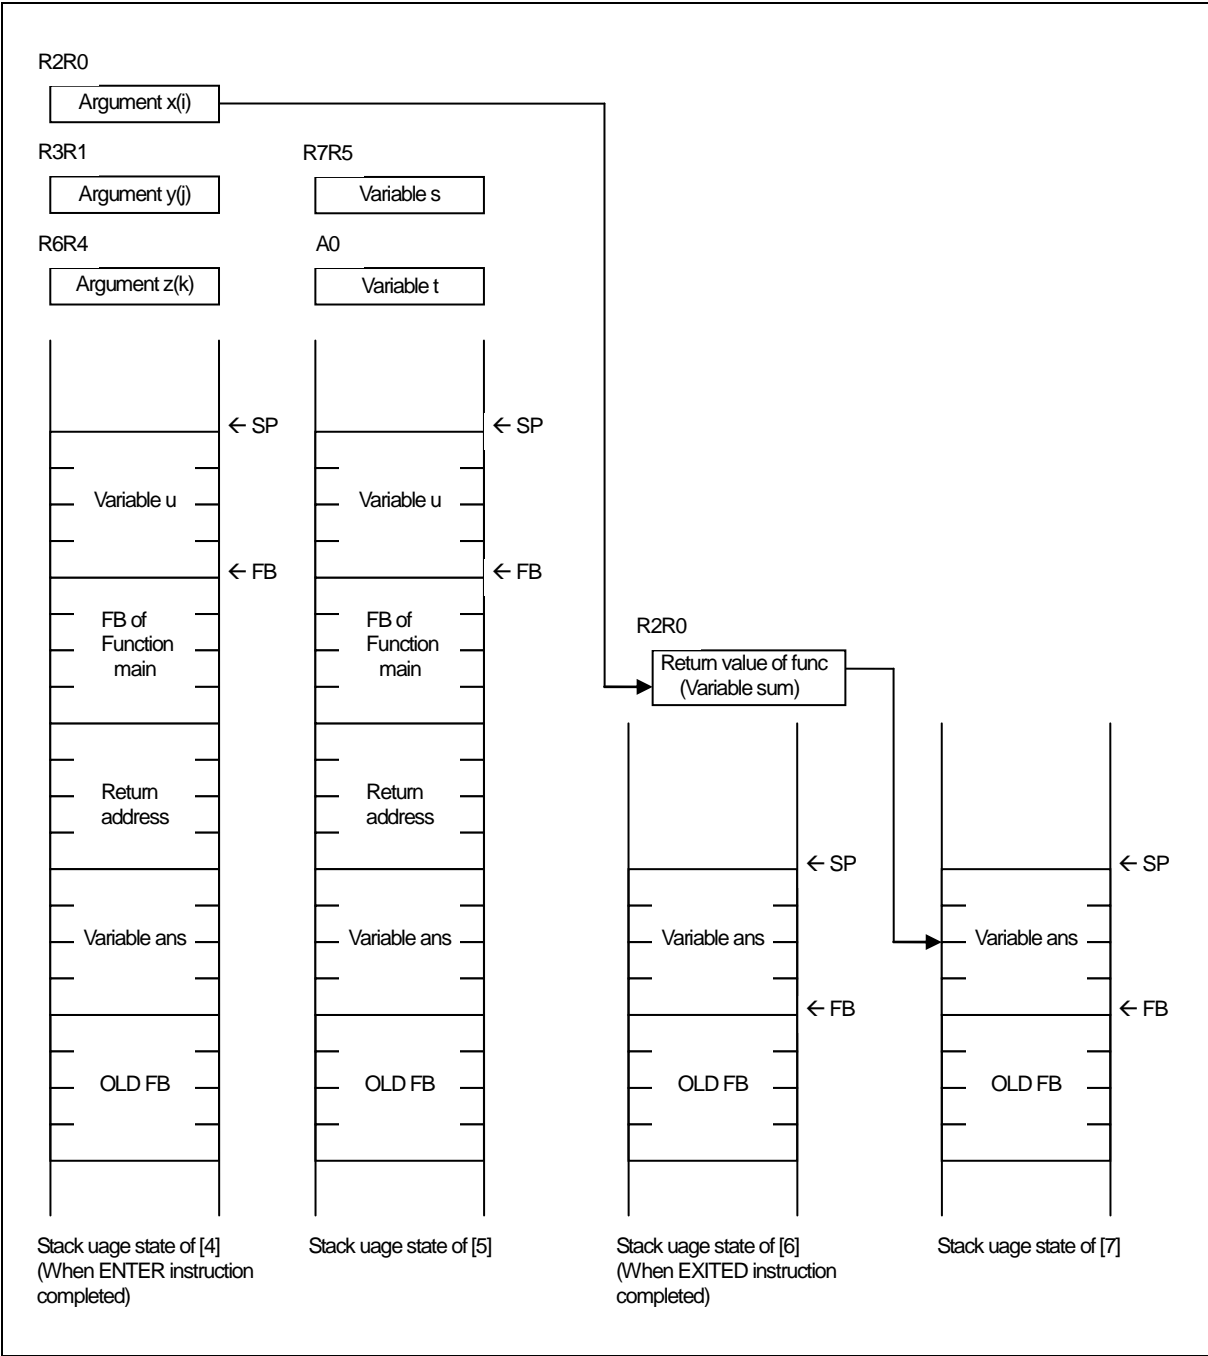 R2R0
Argument x(i)
R3R1
R7R5
Argument y(j)
Variable s
R6R4
A0
Argument z(k)
Variable t
← SP
← SP
Variable u
Variable u
← FB
← FB
FB of
Function
main
FB of
Function
main
R2R0
Return value of func
(Variable sum)
Return
address
Return
address
← SP
← SP
Variable ans
Variable ans
Variable ans
Variable ans
← FB
← FB
OLD FB
OLD FB
OLD FB
OLD FB
Stack uage state of [4]
(When ENTER instruction
completed)
Stack uage state of [5]
Stack uage state of [6]
(When EXITED instruction
completed)
Stack uage state of [7]